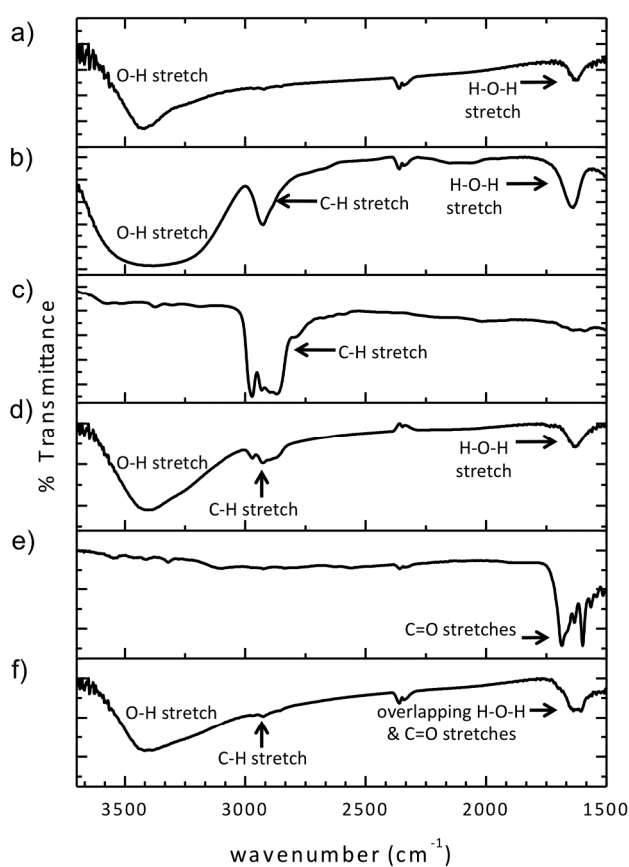 a)
O-H stretch
H-O-H
stretch
b)
O-H stretch
C-H stretch
H-O-H
stretch
c)
C-H stretch
d)
O-H stretch
C-H stretch
H-O-H
stretch
e)
C=O stretches
f)
O-H stretch
C-H stretch
overlapping H-O-H
& C=O stretches
% Transmittance
3500 3000 2500 2000 1500
wavenumber (cm⁻¹)